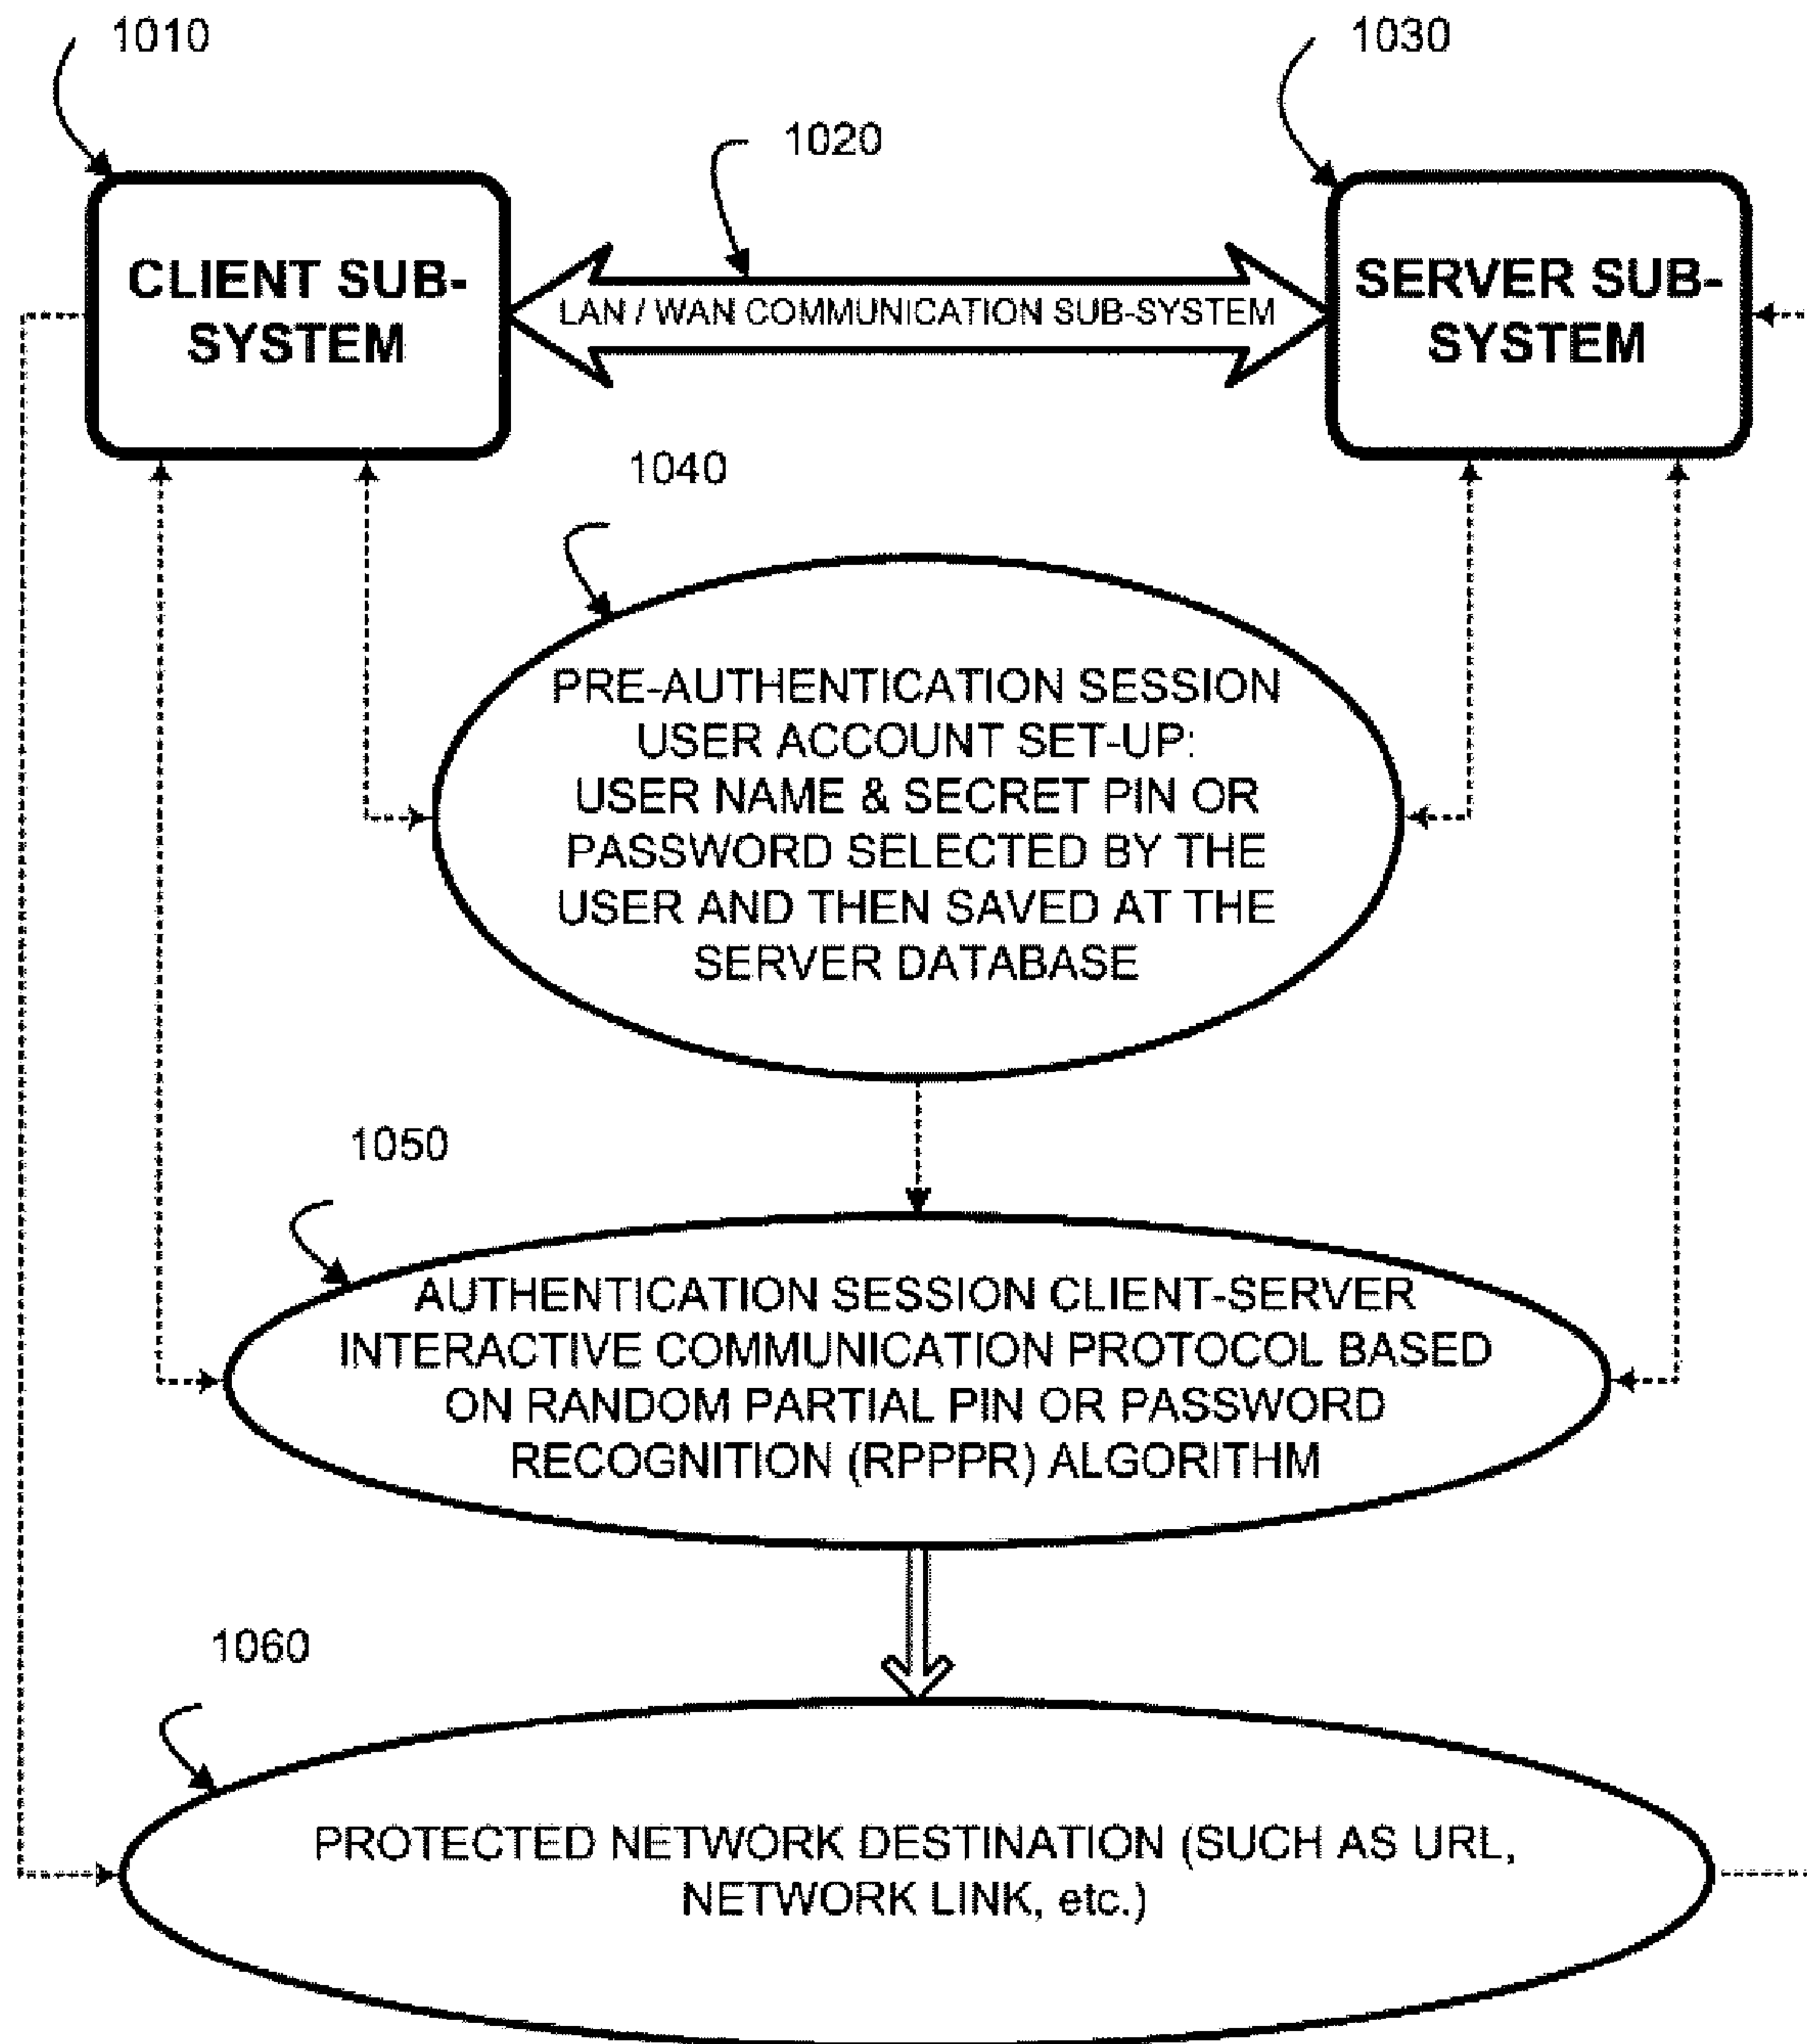 1010
1030
1020
CLIENT SUB-
SYSTEM
LAN / WAN COMMUNICATION SUB-SYSTEM
SERVER SUB-
SYSTEM
1040
PRE-AUTHENTICATION SESSION
USER ACCOUNT SET-UP:
USER NAME & SECRET PIN OR
PASSWORD SELECTED BY THE
USER AND THEN SAVED AT THE
SERVER DATABASE
1050
AUTHENTICATION SESSION CLIENT-SERVER
INTERACTIVE COMMUNICATION PROTOCOL BASED
ON RANDOM PARTIAL PIN OR PASSWORD
RECOGNITION (RPPPR) ALGORITHM
1060
PROTECTED NETWORK DESTINATION (SUCH AS URL,
NETWORK LINK, etc.)